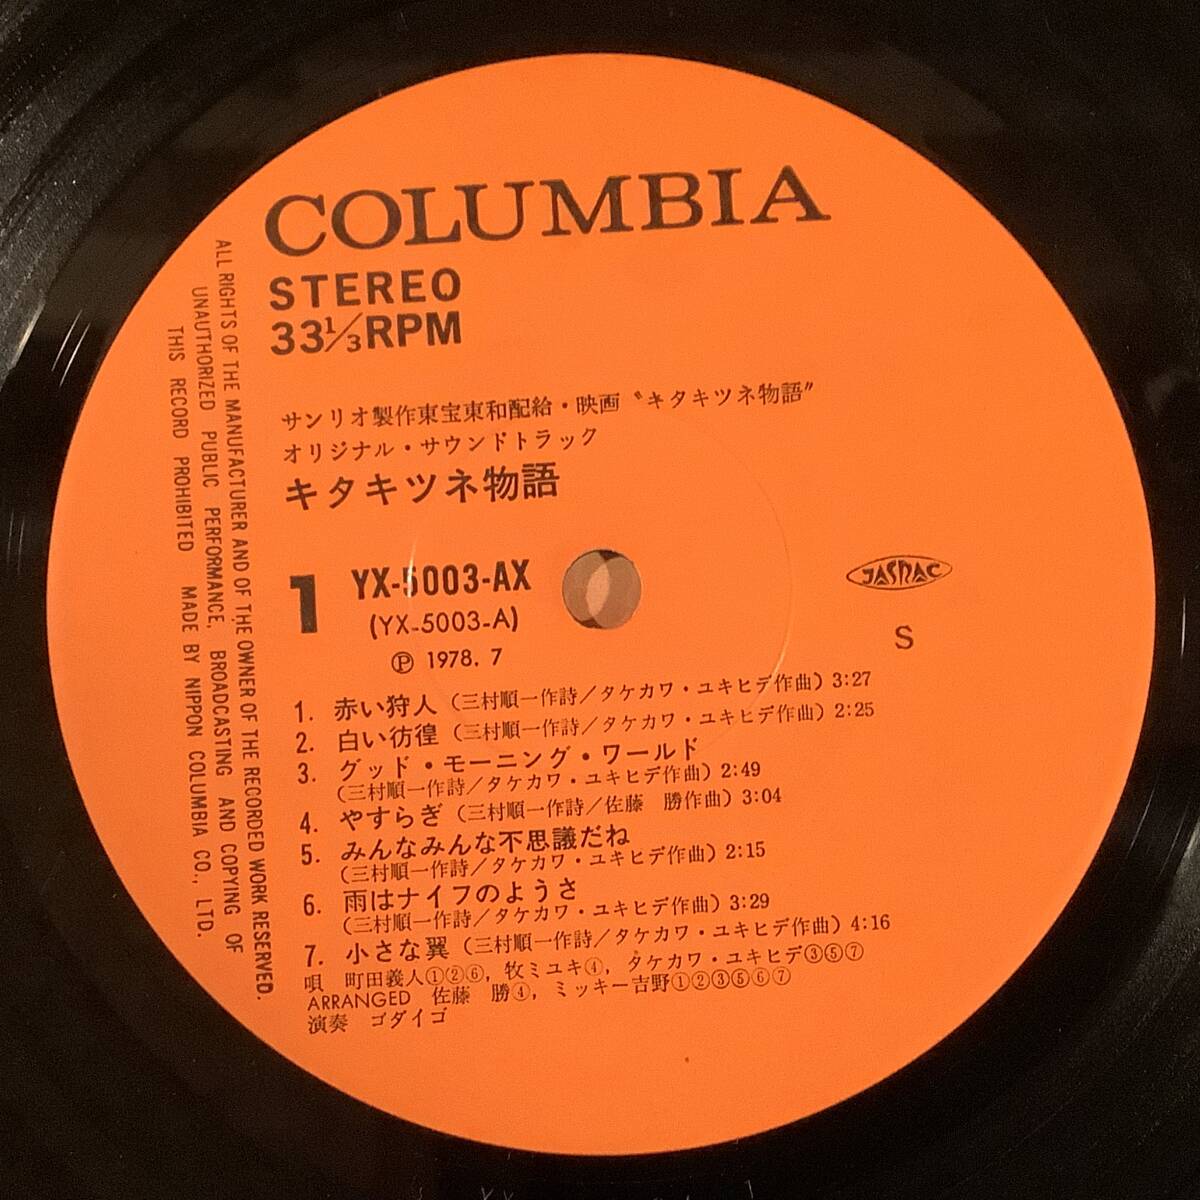 COLUMBIA
STEREO
33⅓RPM
サンリオ製作東宝東和配給・映画〝キタキツネ物語〟
オリジナル・サウンドトラック
キタキツネ物語
1
YX-5003-AX
(YX-5003-A)
Ⓟ 1978. 7
JASRAC
S
1. 赤い狩人(三村順一作詩/タケカワ・ユキヒデ作曲)3:27
2. 白い彷徨(三村順一作詩/タケカワ・ユキヒデ作曲)2:25
3. グッド・モーニング・ワールド
(三村順一作詩/タケカワ・ユキヒデ作曲)2:49
4. やすらぎ(三村順一作詩/佐藤 勝作曲)3:04
5. みんなみんな不思議だね
(三村順一作詩/タケカワ・ユキヒデ作曲)2:15
6. 雨はナイフのようさ
(三村順一作詩/タケカワ・ユキヒデ作曲)3:29
7. 小さな翼(三村順一作詩/タケカワ・ユキヒデ作曲)4:16
唄 町田義人①②⑥, 牧ミユキ④, タケカワ・ユキヒデ③⑤⑦
ARRANGED 佐藤 勝④, ミッキー吉野①②③⑤⑥⑦
演奏 ゴダイゴ
ALL RIGHTS OF THE MANUFACTURER AND OF THE OWNER OF THE RECORDED WORK RESERVED.
UNAUTHORIZED PUBLIC PERFORMANCE, BROADCASTING AND COPYING OF
THIS RECORD PROHIBITED MADE BY NIPPON COLUMBIA CO., LTD.